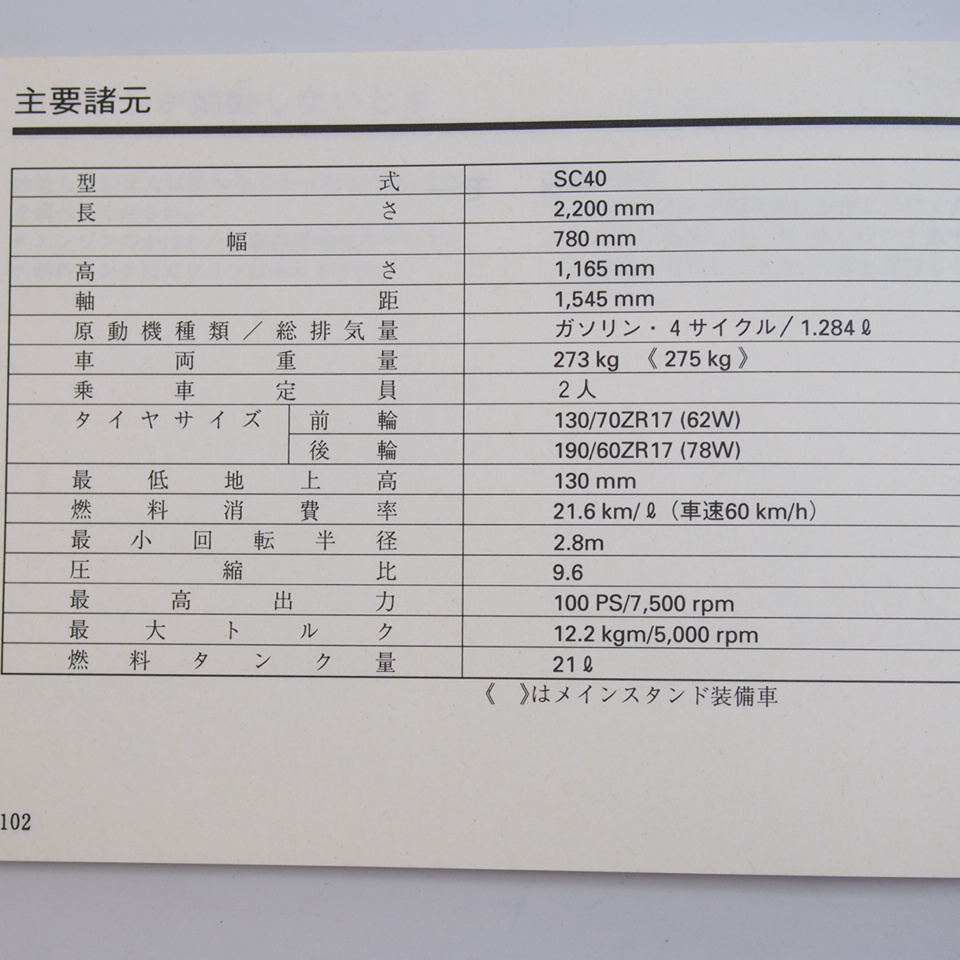 主要諸元
型式 SC40
長さ 2,200 mm
幅 780 mm
高さ 1,165 mm
軸距 1,545 mm
原動機種類／総排気量 ガソリン・4サイクル/1.284ℓ
車両重量 273 kg 《275 kg》
乗車定員 2人
タイヤサイズ 前輪 130/70ZR17 (62W)
後輪 190/60ZR17 (78W)
最低地上高 130 mm
燃料消費率 21.6 km/ℓ（車速60 km/h）
最小回転半径 2.8m
圧縮比 9.6
最高出力 100 PS/7,500 rpm
最大トルク 12.2 kgm/5,000 rpm
燃料タンク量 21ℓ
《 》はメインスタンド装備車
102